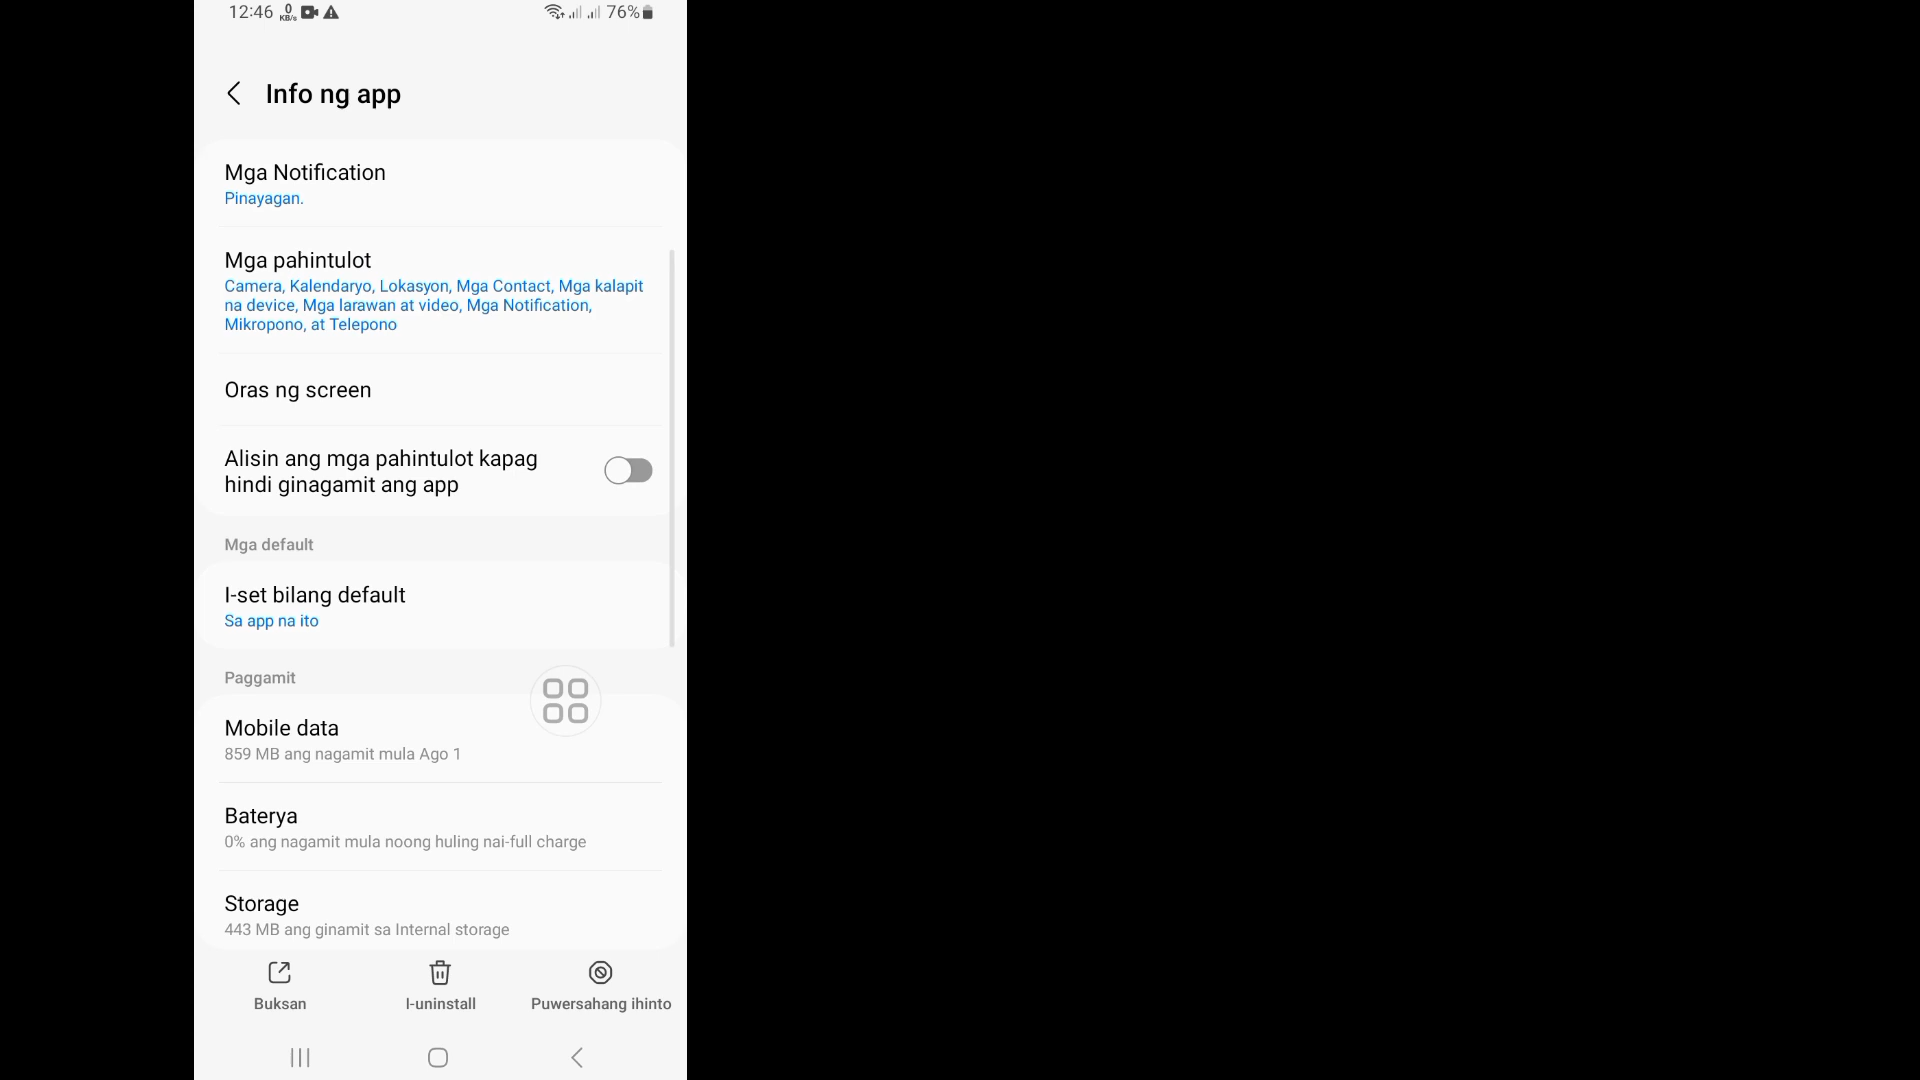 12:46 0 KB/s 76%
Info ng app
Mga Notification
Pinayagan.
Mga pahintulot
Camera, Kalendaryo, Lokasyon, Mga Contact, Mga kalapit
na device, Mga larawan at video, Mga Notification,
Mikropono, at Telepono
Oras ng screen
Alisin ang mga pahintulot kapag
hindi ginagamit ang app
Mga default
I-set bilang default
Sa app na ito
Paggamit
Mobile data
859 MB ang nagamit mula Ago 1
Baterya
0% ang nagamit mula noong huling nai-full charge
Storage
443 MB ang ginamit sa Internal storage
Buksan I-uninstall Puwersahang ihinto